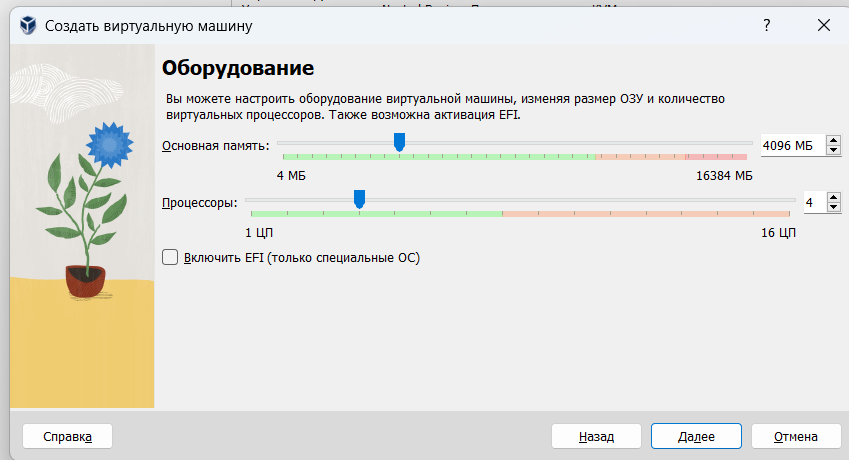 Создать виртуальную машину
?
Оборудование
Вы можете настроить оборудование виртуальной машины, изменяя размер ОЗУ и количество
виртуальных процессоров. Также возможна активация EFI.
Основная память:
4096 МБ
4 МБ
16384 МБ
Процессоры:
4
1 ЦП
16 ЦП
Включить EFI (только специальные ОС)
Справка
Назад
Далее
Отмена